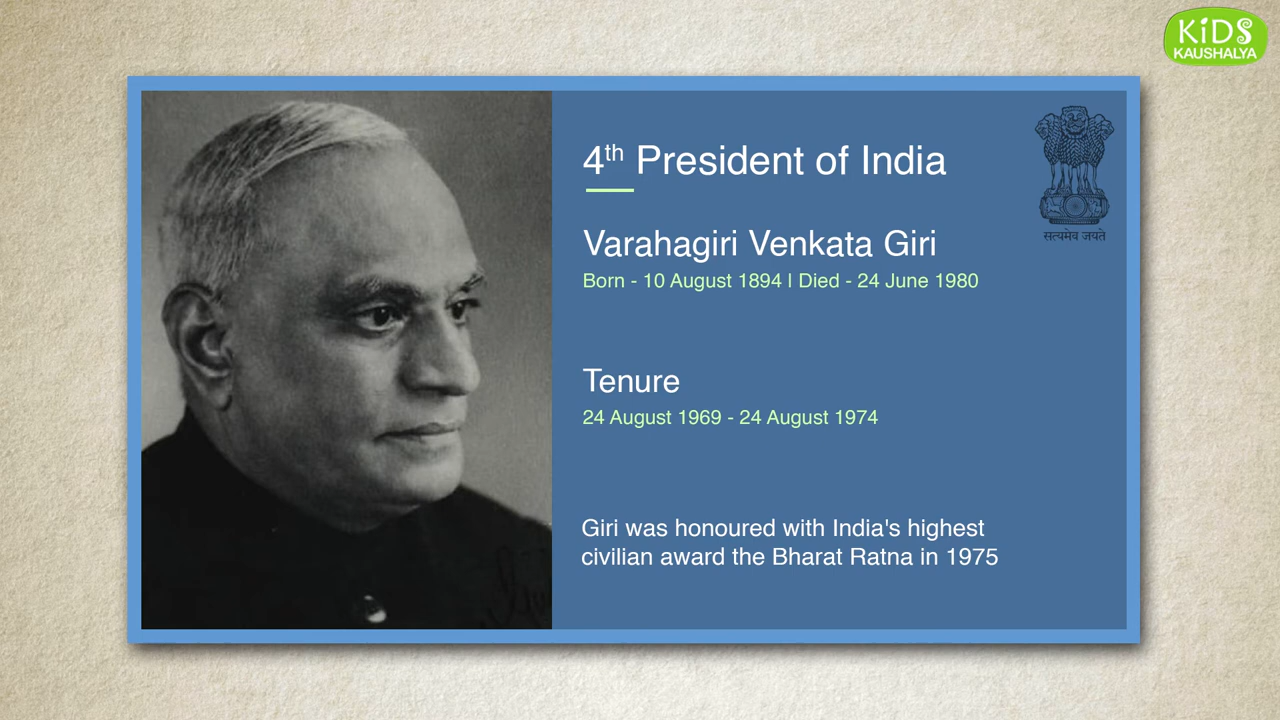 KiDS
KAUSHALYA
4th President of India
सत्यमेव जयते
Varahagiri Venkata Giri
Born - 10 August 1894 | Died - 24 June 1980
Tenure
24 August 1969 - 24 August 1974
Giri was honoured with India's highest
civilian award the Bharat Ratna in 1975